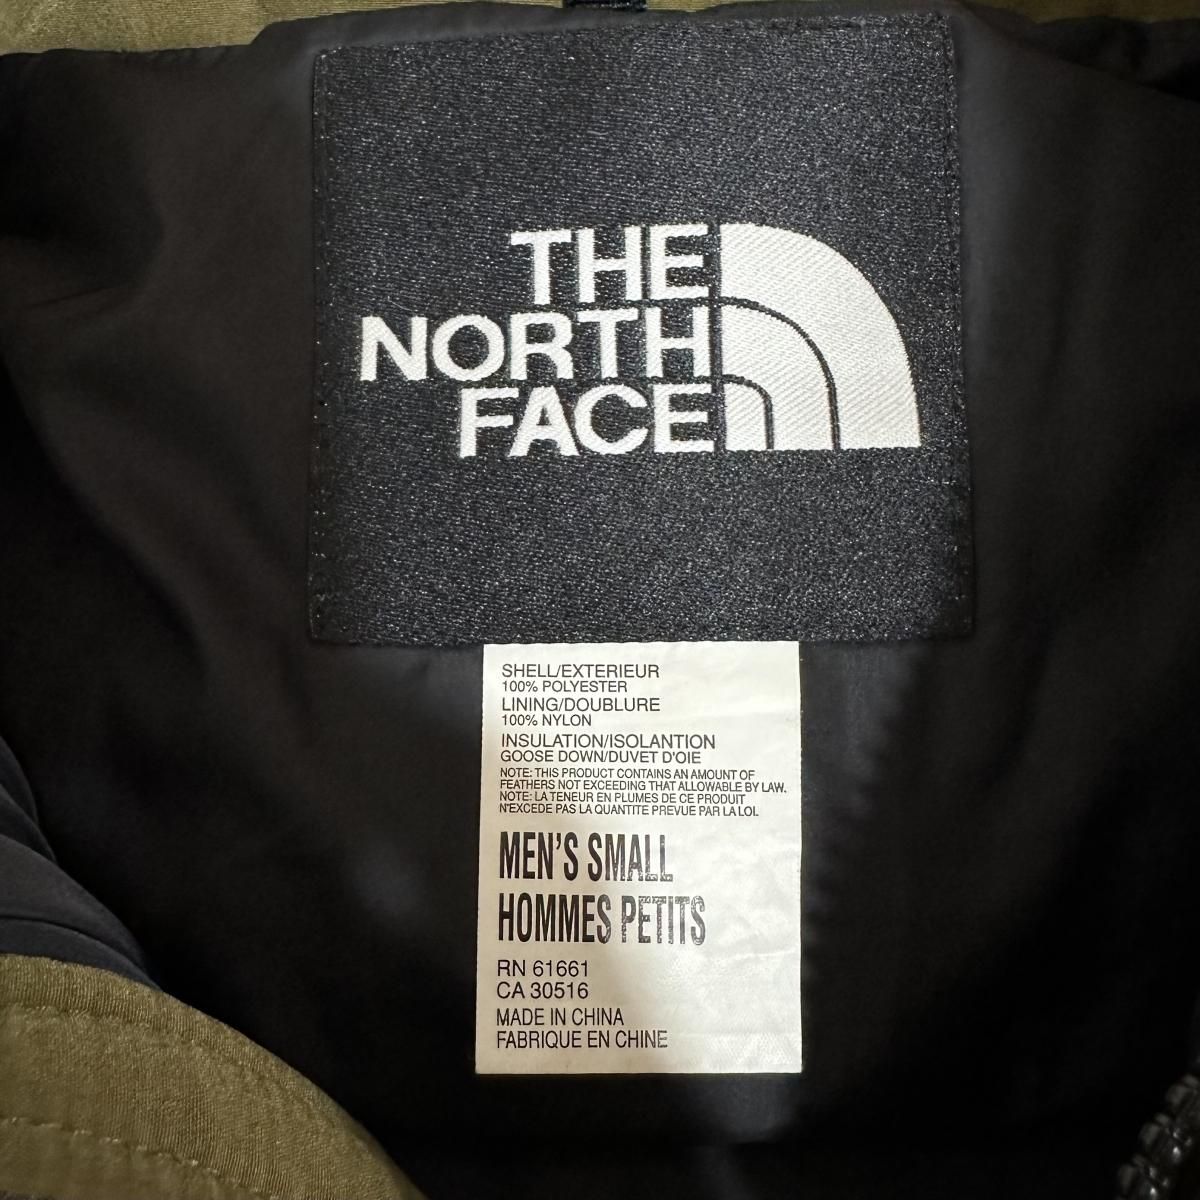 THE
NORTH
FACE
SHELL/EXTERIEUR
100% POLYESTER
LINING/DOUBLURE
100% NYLON
INSULATION/ISOLANTION
GOOSE DOWN/DUVET D'OIE
NOTE: THIS PRODUCT CONTAINS AN AMOUNT OF
FEATHERS NOT EXCEEDING THAT ALLOWABLE BY LAW.
NOTE: LA TENEUR EN PLUMES DE CE PRODUIT
N'EXCEDE PAS LA QUANTITE PREVUE PAR LA LOL
MEN'S SMALL
HOMMES PETITS
RN 61661
CA 30516
MADE IN CHINA
FABRIQUE EN CHINE